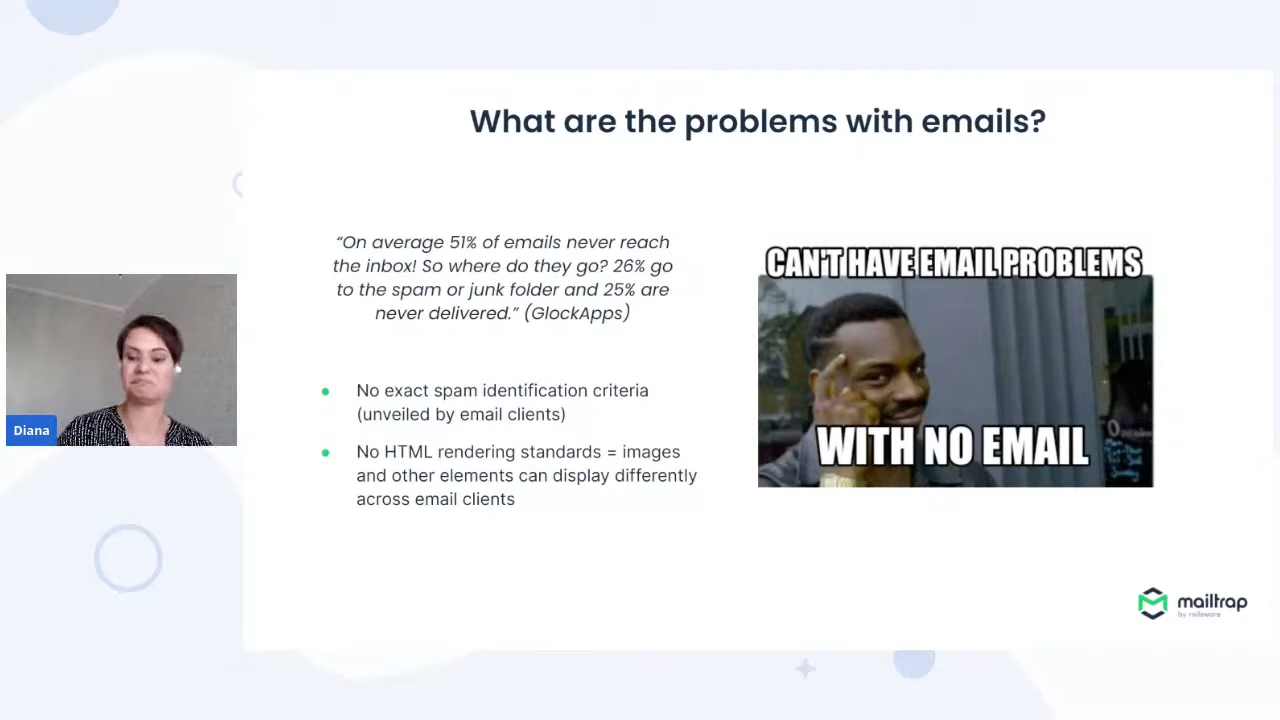 What are the problems with emails?
“On average 51% of emails never reach
the inbox! So where do they go? 26% go
to the spam or junk folder and 25% are
never delivered.” (GlockApps)
No exact spam identification criteria
(unveiled by email clients)
No HTML rendering standards = images
and other elements can display differently
across email clients
CAN'T HAVE EMAIL PROBLEMS
WITH NO EMAIL
Diana
mailtrap
by railsware